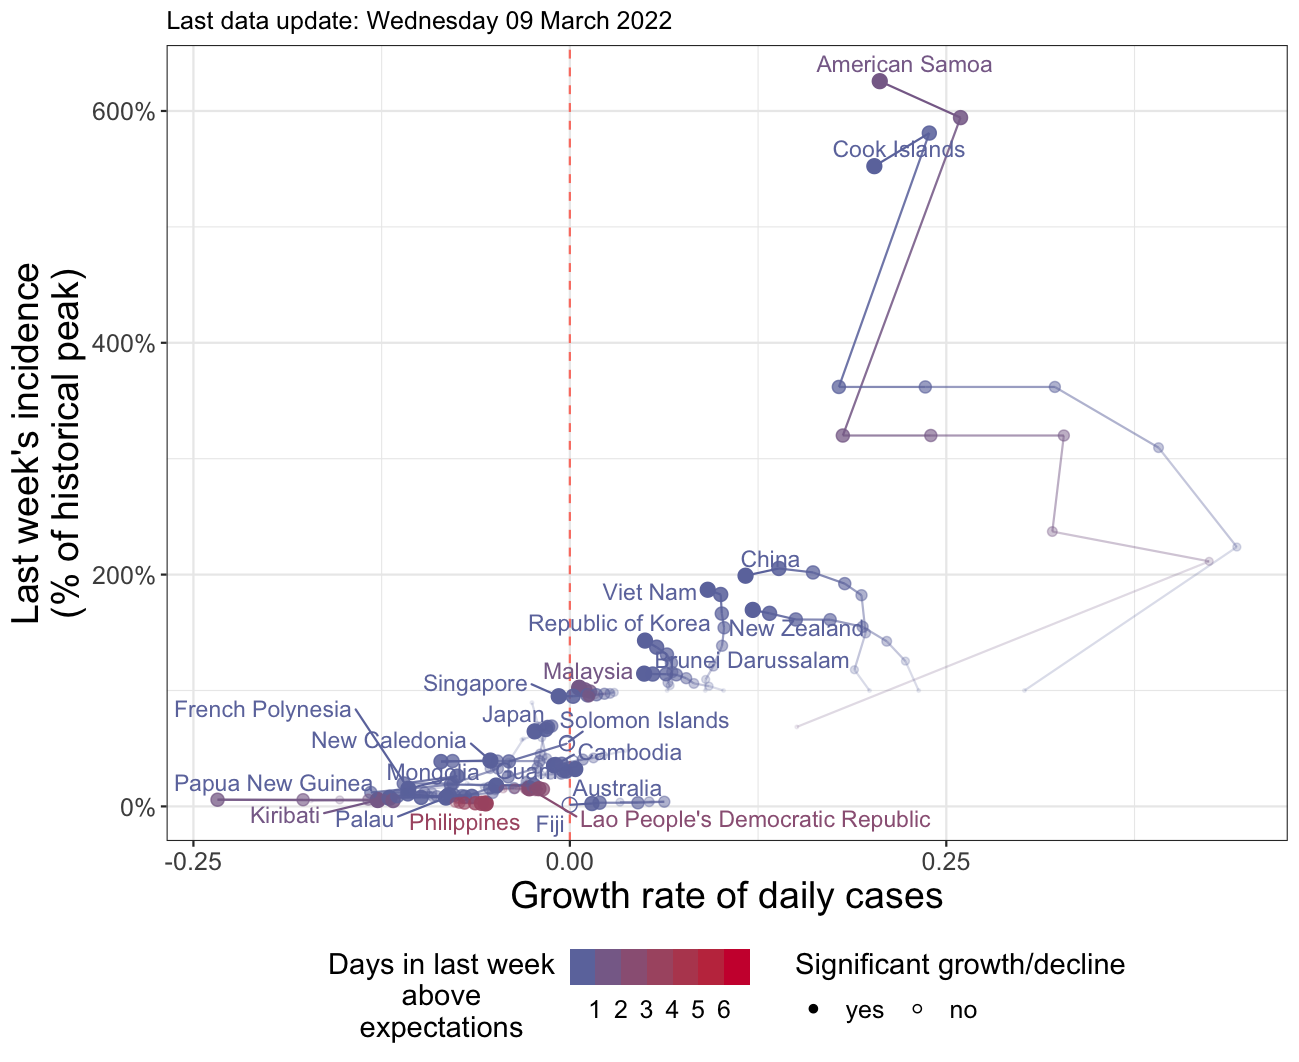 Last data update: Wednesday 09 March 2022
American Samoa
600%
Cook Islands
Last week's incidence
(% of historical peak)
400%
China
200%
Viet Nam
Republic of Korea
New Zealand
Brunei Darussalam
Malaysia
Singapore
French Polynesia
Japan
Solomon Islands
New Caledonia
Cambodia
Mongolia
Guam
Papua New Guinea
Australia
0%
Kiribati
Palau
Philippines
Fiji
Lao People's Democratic Republic
-0.25
0.00
0.25
Growth rate of daily cases
Days in last week
above
expectations
1 2 3 4 5 6
Significant growth/decline
yes no